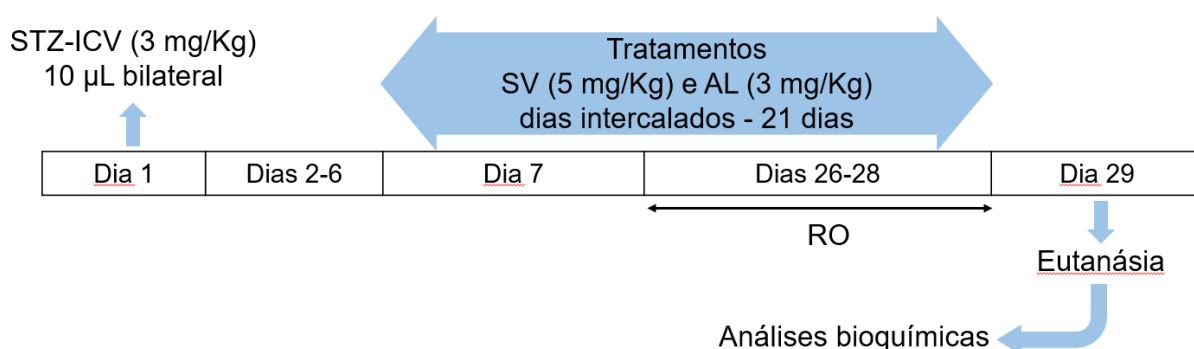 STZ-ICV (3 mg/Kg)
10 µL bilateral
Tratamentos
SV (5 mg/Kg) e AL (3 mg/Kg)
dias intercalados - 21 dias
Dia 1
Dias 2-6
Dia 7
Dias 26-28
Dia 29
RO
Eutanásia
Análises bioquímicas